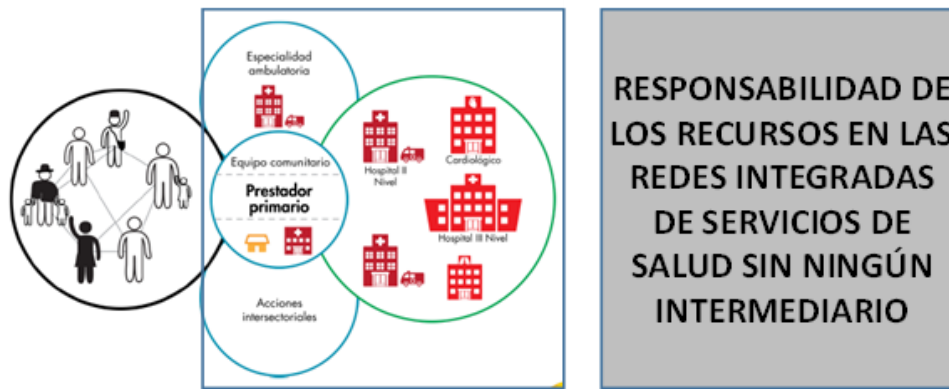 Especialidad
ambulatoria
Equipo comunitario
Prestador
primario
Acciones
intersectoriales
Hospital II
Nivel
Cardiológico
Hospital III Nivel
RESPONSABILIDAD DE
LOS RECURSOS EN LAS
REDES INTEGRADAS
DE SERVICIOS DE
SALUD SIN NINGÚN
INTERMEDIARIO